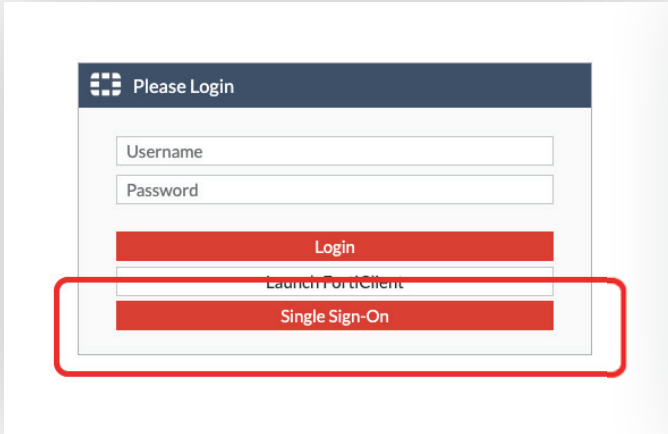 Please Login
Username
Password
Login
Launch FortiClient
Single Sign-On